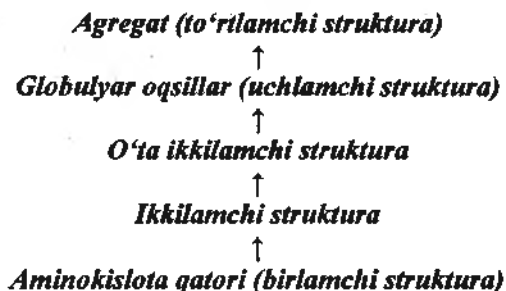 Agregat (to‘rtlamchi struktura)
↑
Globulyar oqsillar (uchlamchi struktura)
↑
O‘ta ikkilamchi struktura
↑
Ikkilamchi struktura
↑
Aminokislota qatori (birlamchi struktura)